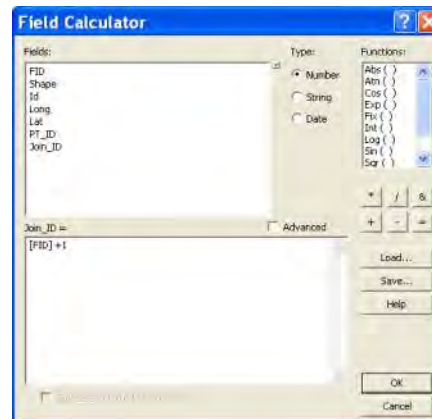 Field Calculator
Fields:
FID
Shape
Id
Long
Lat
PT_ID
Join_ID
Type:
Number
String
Date
Functions:
Abs ( )
Atn ( )
Cos ( )
Exp ( )
Fix ( )
Int ( )
Log ( )
Sin ( )
Sqr ( )
* / &
+ - =
Join_ID =
Advanced
[FID] +1
Load...
Save...
Help
OK
Cancel